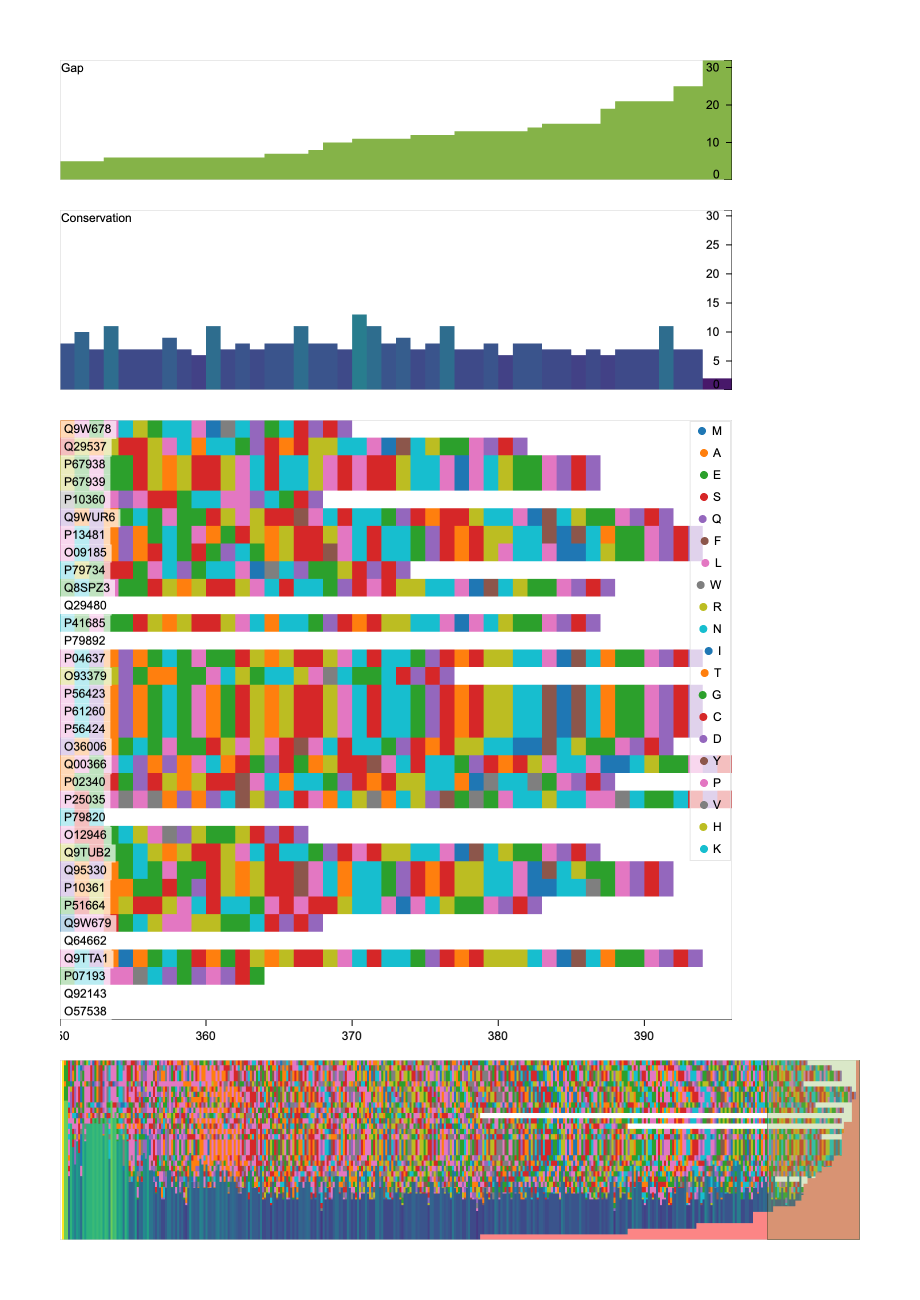 Gap
30
20
10
0
Conservation
30
25
20
15
10
5
0
Q9W678
Q29537
P67938
P67939
P10360
Q9WUR6
P13481
O09185
P79734
Q8SPZ3
Q29480
P41685
P79892
P04637
O93379
P56423
P61260
P56424
O36006
Q00366
P02340
P25035
P79820
O12946
Q9TUB2
Q95330
P10361
P51664
Q9W679
Q64662
Q9TTA1
P07193
Q92143
O57538
M
A
E
S
Q
F
L
W
R
N
I
T
G
C
D
Y
P
V
H
K
50 360 370 380 390